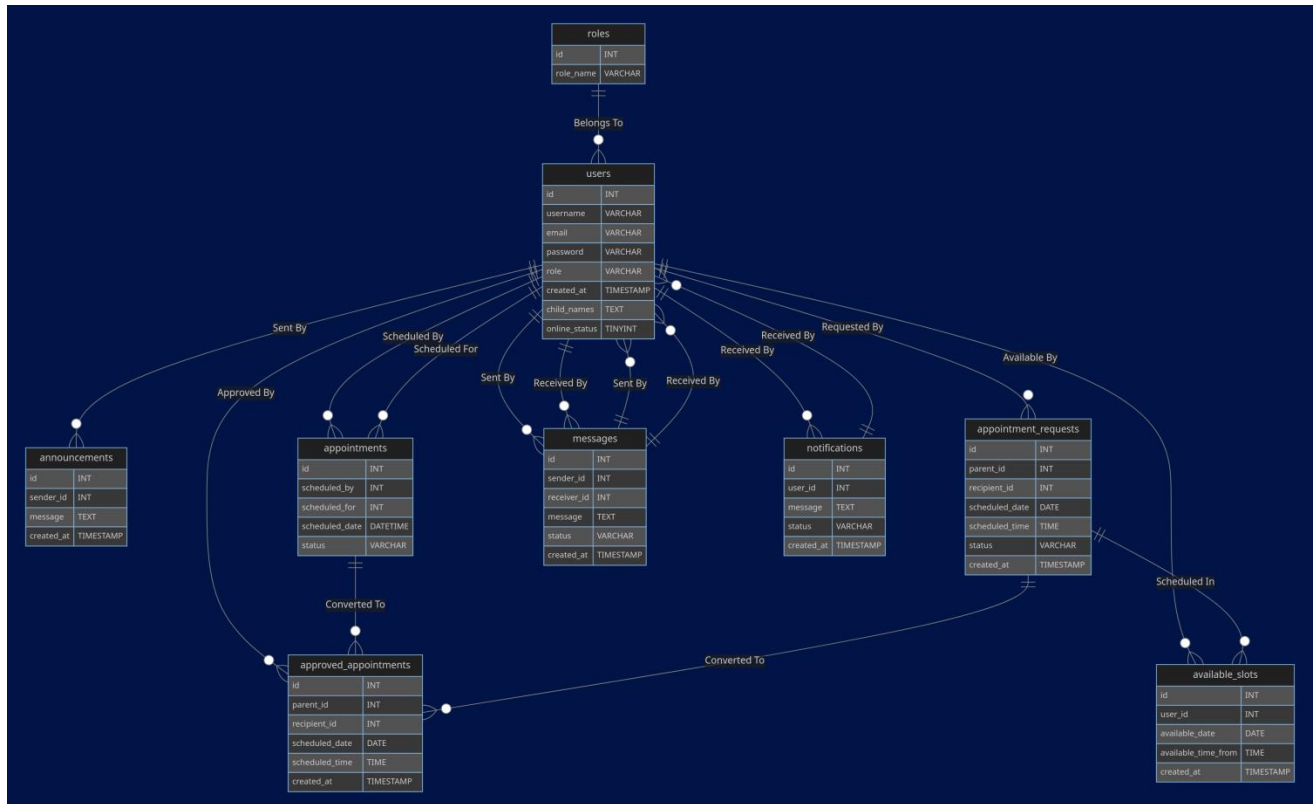 roles
id INT
role_name VARCHAR
Belongs To
users
id INT
username VARCHAR
email VARCHAR
password VARCHAR
role VARCHAR
created_at TIMESTAMP
child_names TEXT
online_status TINYINT
Sent By
Approved By
Scheduled By
Scheduled For
Sent By
Received By
Sent By
Received By
Received By
Received By
Requested By
Available By
announcements
id INT
sender_id INT
message TEXT
created_at TIMESTAMP
appointments
id INT
scheduled_by INT
scheduled_for INT
scheduled_date DATETIME
status VARCHAR
messages
id INT
sender_id INT
receiver_id INT
message TEXT
status VARCHAR
created_at TIMESTAMP
notifications
id INT
user_id INT
message TEXT
status VARCHAR
created_at TIMESTAMP
appointment_requests
id INT
parent_id INT
recipient_id INT
scheduled_date DATE
scheduled_time TIME
status VARCHAR
created_at TIMESTAMP
Converted To
Scheduled In
Converted To
approved_appointments
id INT
parent_id INT
recipient_id INT
scheduled_date DATE
scheduled_time TIME
created_at TIMESTAMP
available_slots
id INT
user_id INT
available_date DATE
available_time_from TIME
created_at TIMESTAMP